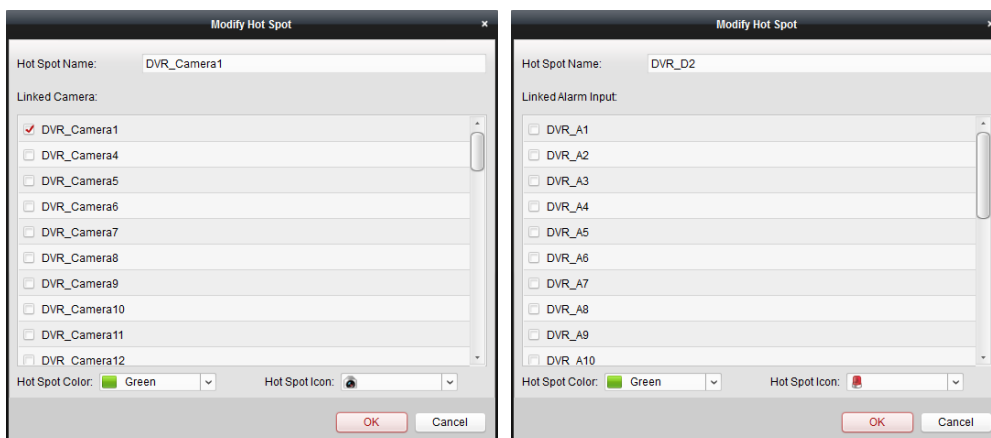 Modify Hot Spot ×
Hot Spot Name: DVR_Camera1
Linked Camera:
DVR_Camera1
DVR_Camera4
DVR_Camera5
DVR_Camera6
DVR_Camera7
DVR_Camera8
DVR_Camera9
DVR_Camera10
DVR_Camera11
DVR_Camera12
Hot Spot Color: Green Hot Spot Icon:
OK Cancel
Modify Hot Spot ×
Hot Spot Name: DVR_D2
Linked Alarm Input:
DVR_A1
DVR_A2
DVR_A3
DVR_A4
DVR_A5
DVR_A6
DVR_A7
DVR_A8
DVR_A9
DVR_A10
Hot Spot Color: Green Hot Spot Icon:
OK Cancel